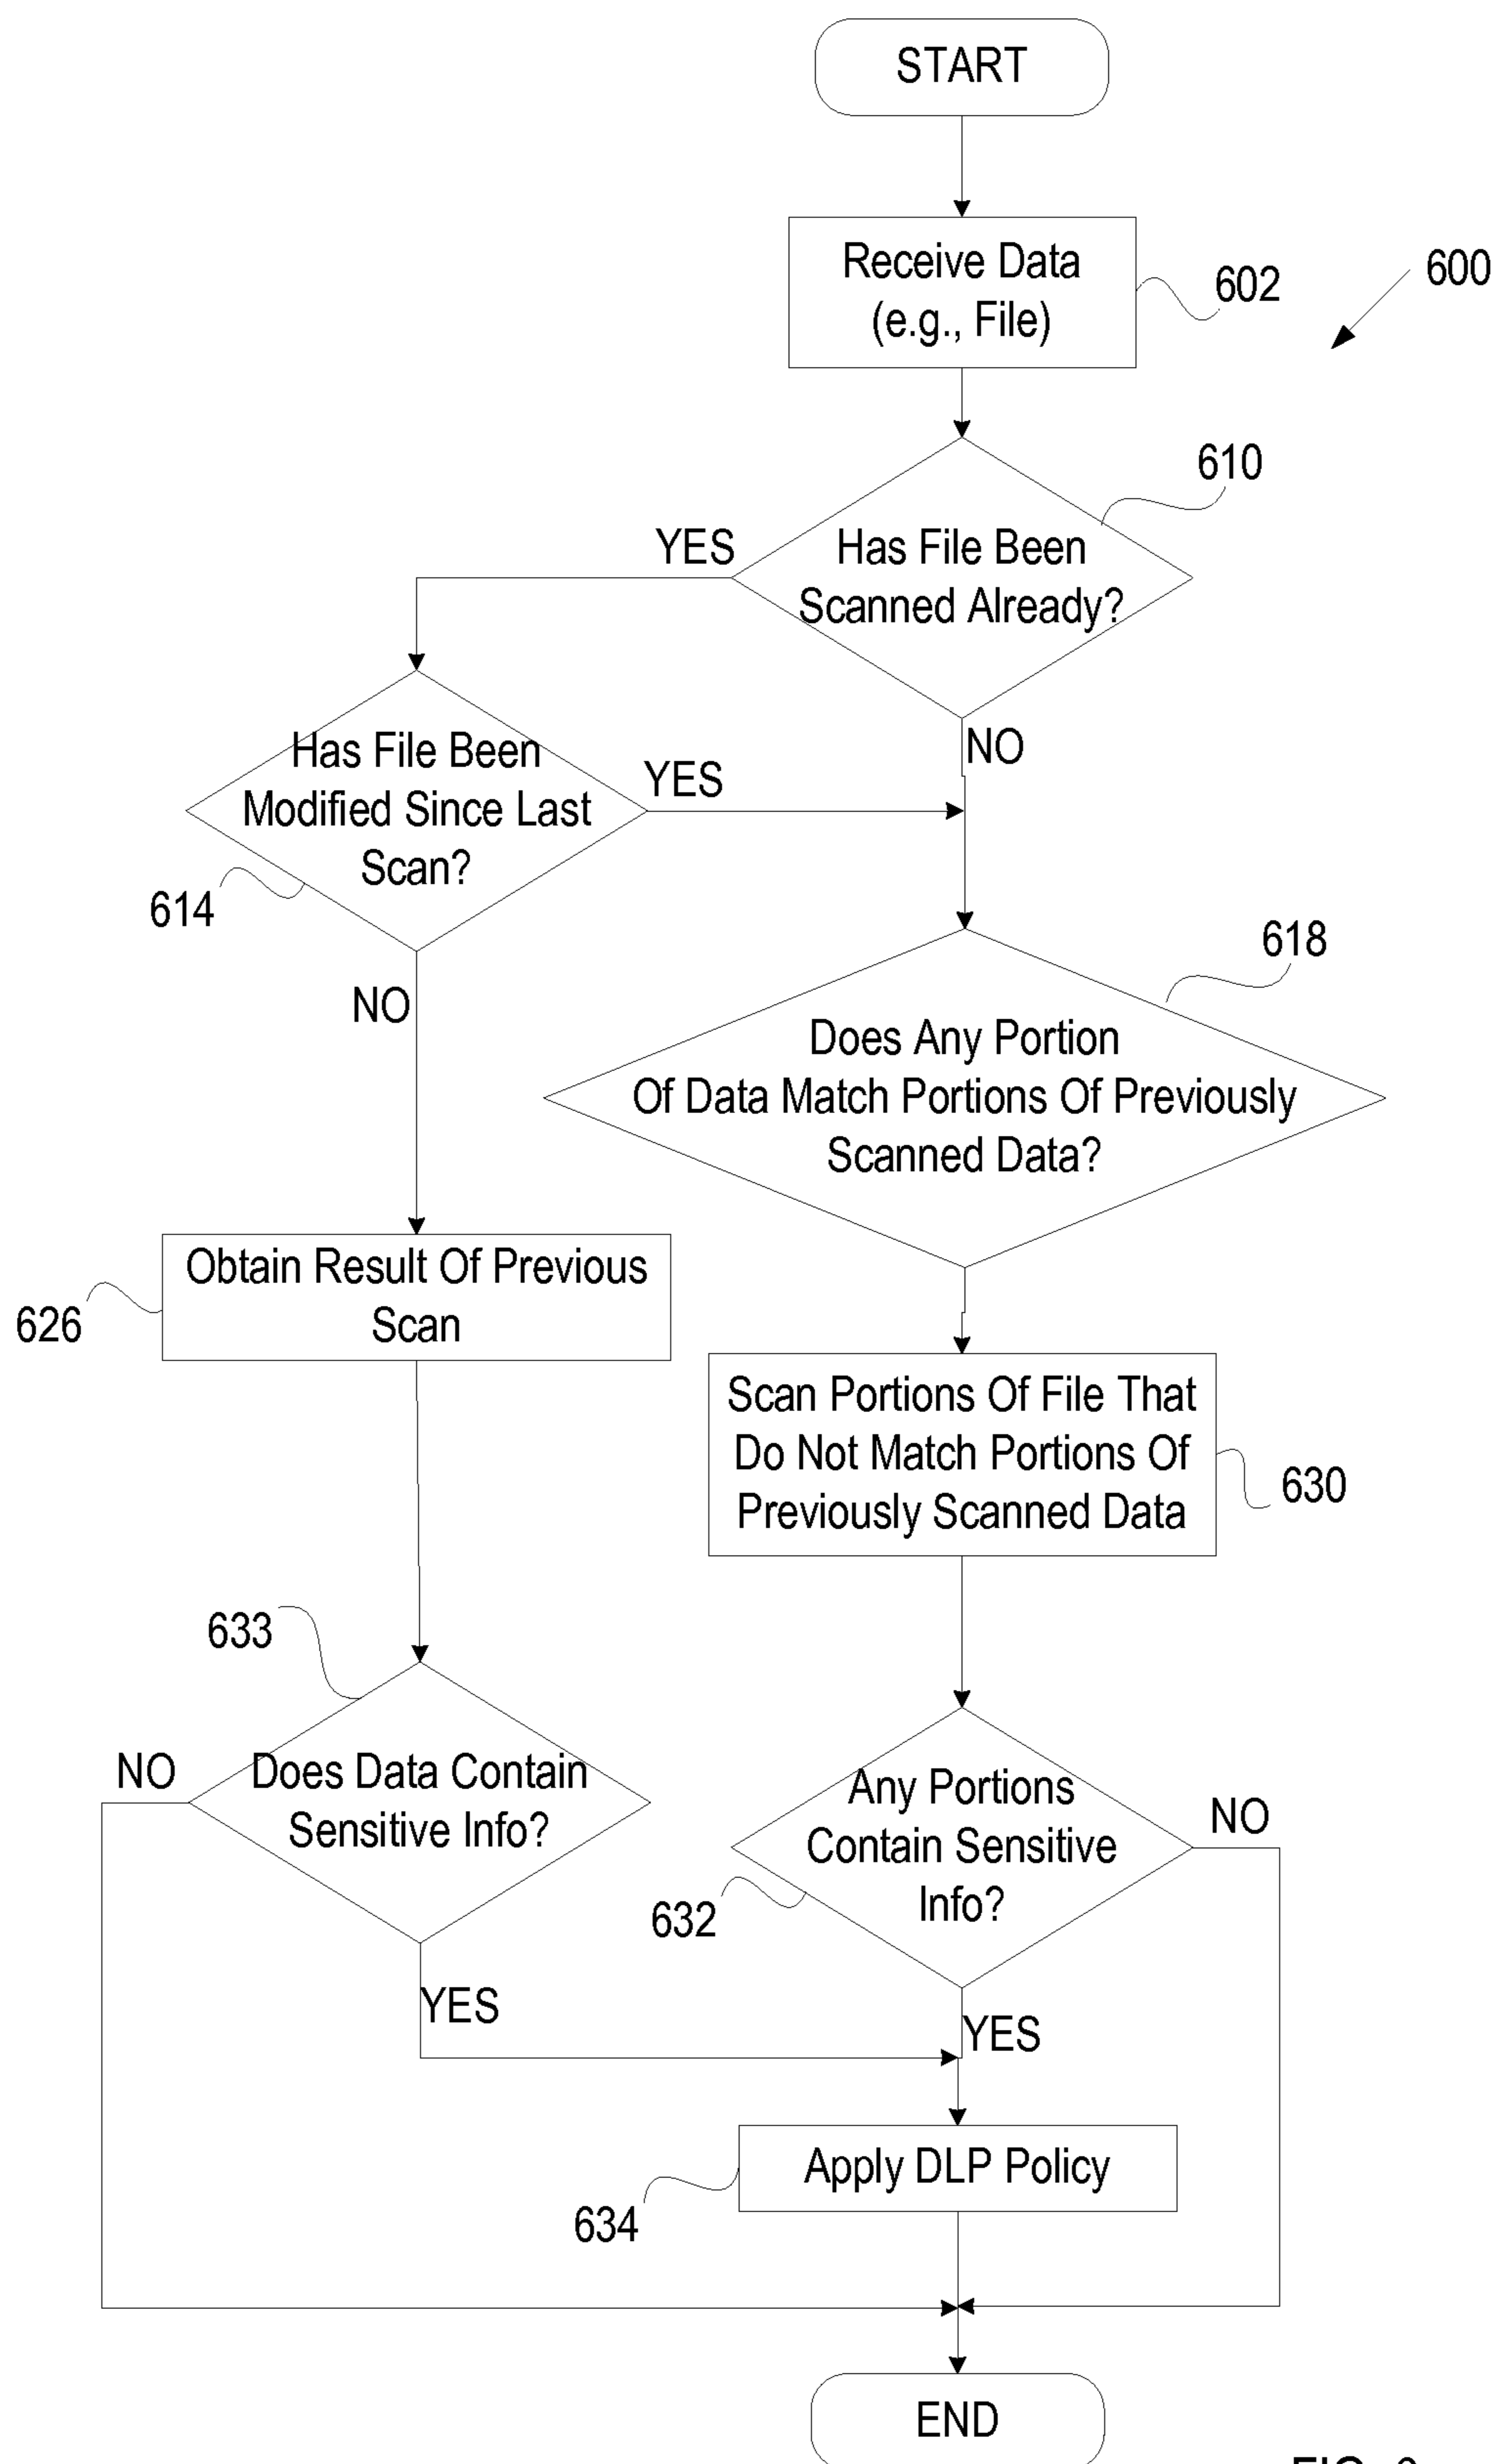 START
Receive Data
(e.g., File)
602
600
610
YES
Has File Been
Scanned Already?
NO
Has File Been
Modified Since Last
Scan?
YES
614
NO
618
Does Any Portion
Of Data Match Portions Of Previously
Scanned Data?
Obtain Result Of Previous
Scan
626
Scan Portions Of File That
Do Not Match Portions Of
Previously Scanned Data
630
633
NO
Does Data Contain
Sensitive Info?
YES
Any Portions
Contain Sensitive
Info?
NO
632
YES
Apply DLP Policy
634
END